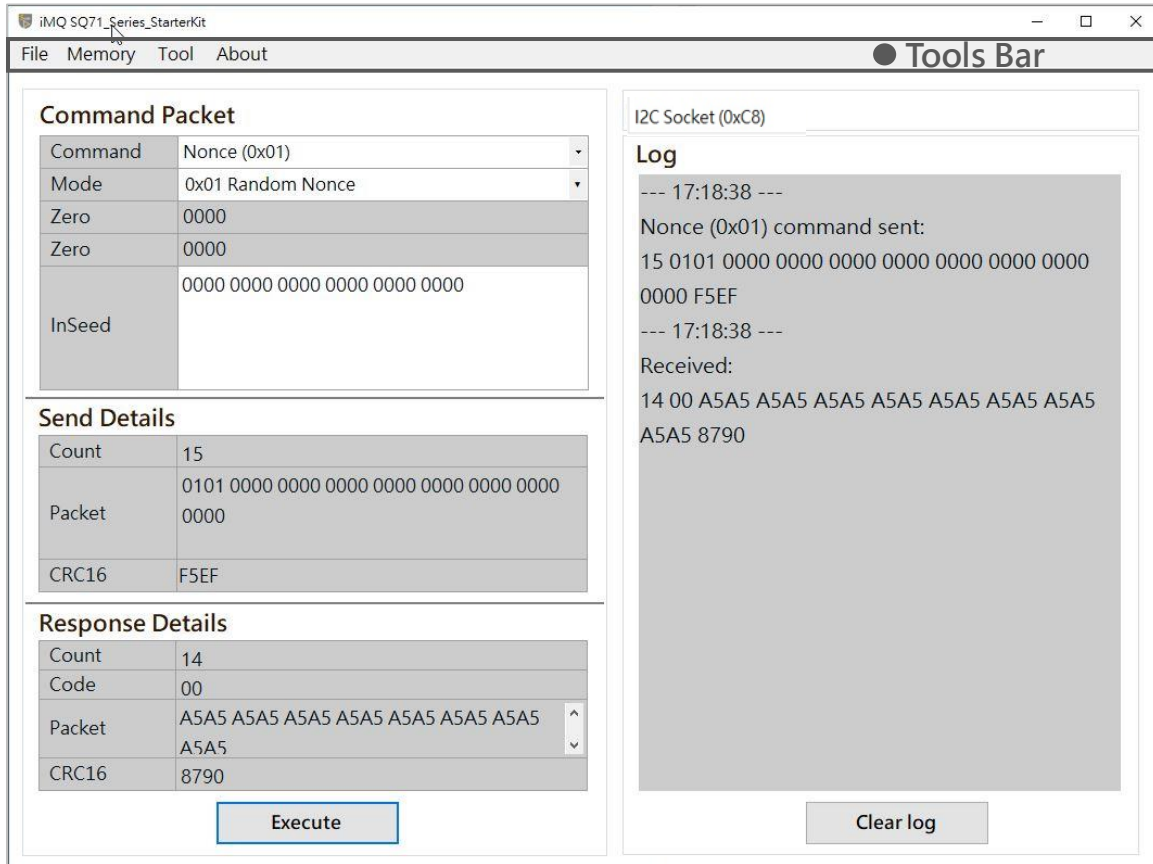 iMQ SQ71_Series_StarterKit
File Memory Tool About
● Tools Bar
Command Packet
Command Nonce (0x01)
Mode 0x01 Random Nonce
Zero 0000
Zero 0000
InSeed 0000 0000 0000 0000 0000 0000
Send Details
Count 15
Packet 0101 0000 0000 0000 0000 0000 0000 0000
0000
CRC16 F5EF
Response Details
Count 14
Code 00
Packet A5A5 A5A5 A5A5 A5A5 A5A5 A5A5 A5A5
A5A5
CRC16 8790
Execute
I2C Socket (0xC8)
Log
--- 17:18:38 ---
Nonce (0x01) command sent:
15 0101 0000 0000 0000 0000 0000 0000 0000
0000 F5EF
--- 17:18:38 ---
Received:
14 00 A5A5 A5A5 A5A5 A5A5 A5A5 A5A5 A5A5
A5A5 8790
Clear log